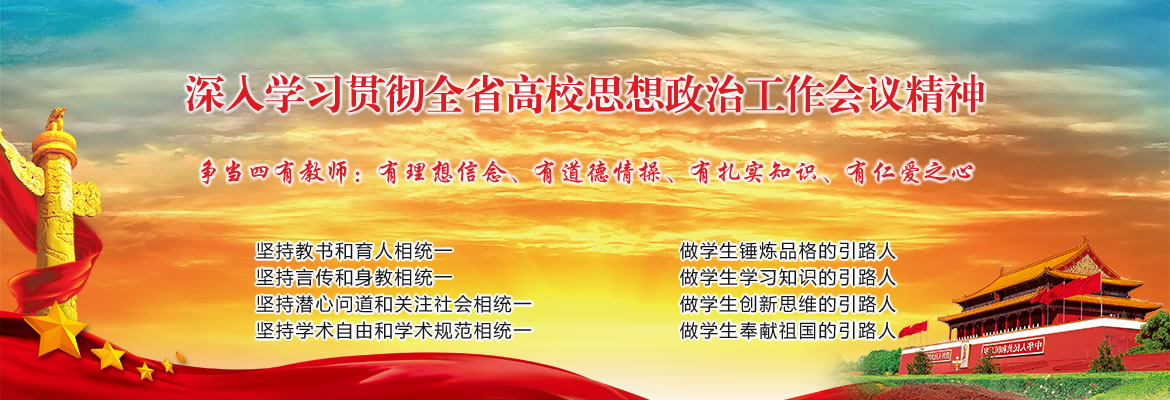 深入学习贯彻全省高校思想政治工作会议精神
争当四有教师：有理想信念、有道德情操、有扎实知识、有仁爱之心
坚持教书和育人相统一
坚持言传和身教相统一
坚持潜心问道和关注社会相统一
坚持学术自由和学术规范相统一
做学生锤炼品格的引路人
做学生学习知识的引路人
做学生创新思维的引路人
做学生奉献祖国的引路人